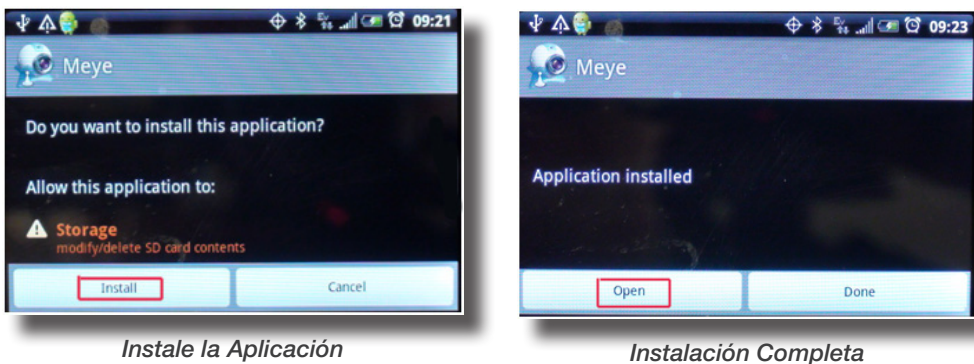 09:21
Meye
Do you want to install this application?
Allow this application to:
Storage
modify/delete SD card contents
Install
Cancel
Instale la Aplicación
09:23
Meye
Application installed
Open
Done
Instalación Completa